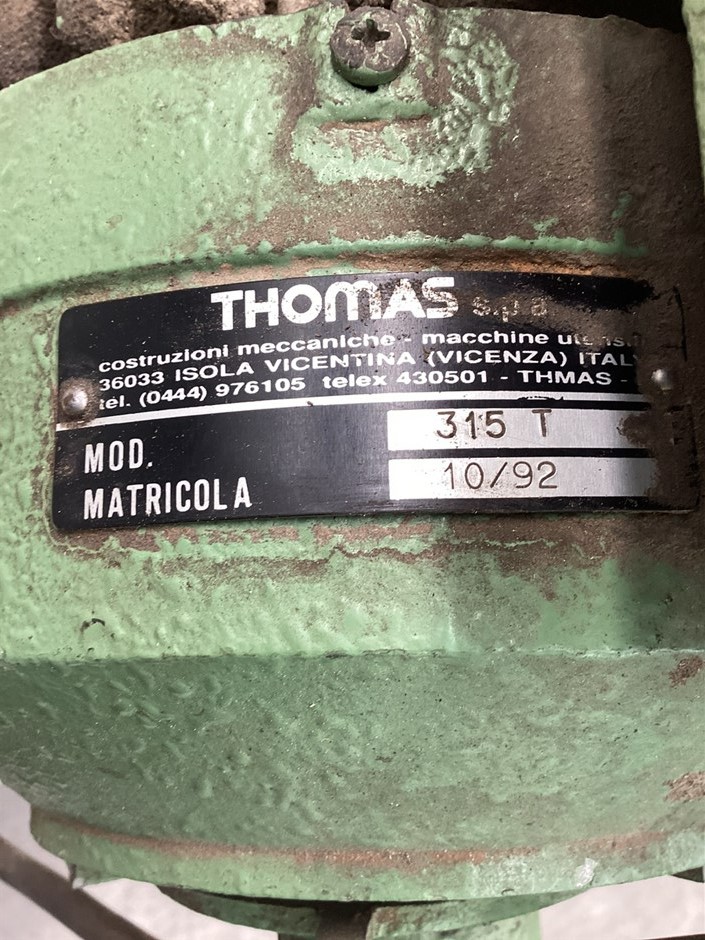 THOMAS s.p.a.
costruzioni meccaniche - macchine
36033 ISOLA VICENTINA (VICENZA) ITALY
tel. (0444) 976105 telex 430501 - THMAS -
MOD. 315 T
MATRICOLA 10/92